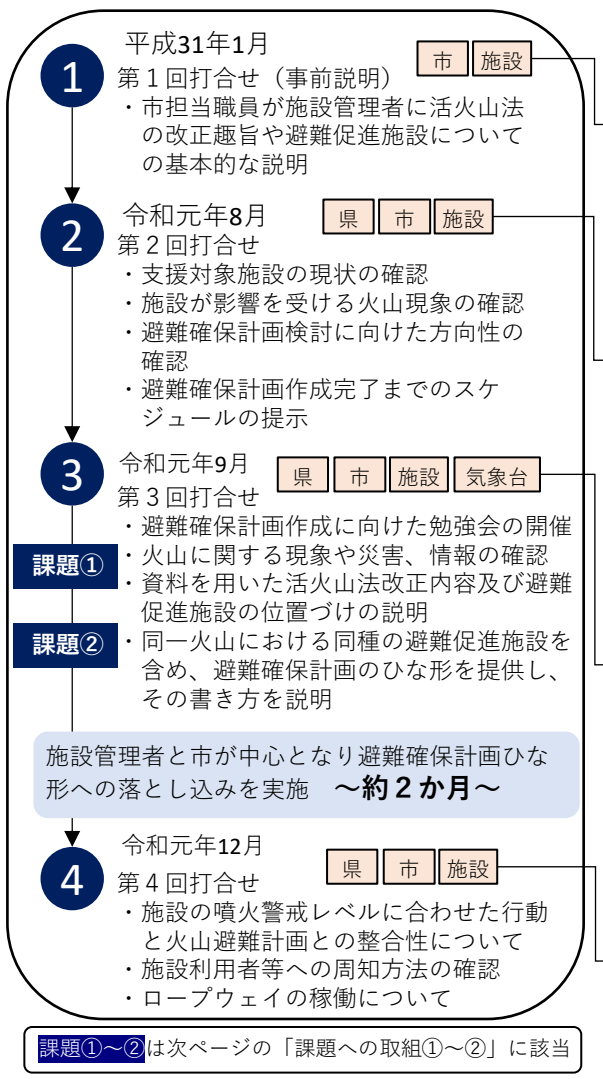 平成31年1月
市 施設
1
第1回打合せ（事前説明）
・市担当職員が施設管理者に活火山法
の改正趣旨や避難促進施設について
の基本的な説明
令和元年8月
県 市 施設
2
第2回打合せ
・支援対象施設の現状の確認
・施設が影響を受ける火山現象の確認
・避難確保計画検討に向けた方向性の
確認
・避難確保計画作成完了までのスケ
ジュールの提示
令和元年9月
県 市 施設 気象台
3
第３回打合せ
・避難確保計画作成に向けた勉強会の開催
課題①
・火山に関する現象や災害、情報の確認
・資料を用いた活火山法改正内容及び避難
促進施設の位置づけの説明
課題②
・同一火山における同種の避難促進施設を
含め、避難確保計画のひな形を提供し、
その書き方を説明
施設管理者と市が中心となり避難確保計画ひな
形への落とし込みを実施　～約２か月～
令和元年12月
県 市 施設
4
第４回打合せ
・施設の噴火警戒レベルに合わせた行動
と火山避難計画との整合性について
・施設利用者等への周知方法の確認
・ロープウェイの稼働について
課題①～②は次ページの「課題への取組①～②」に該当